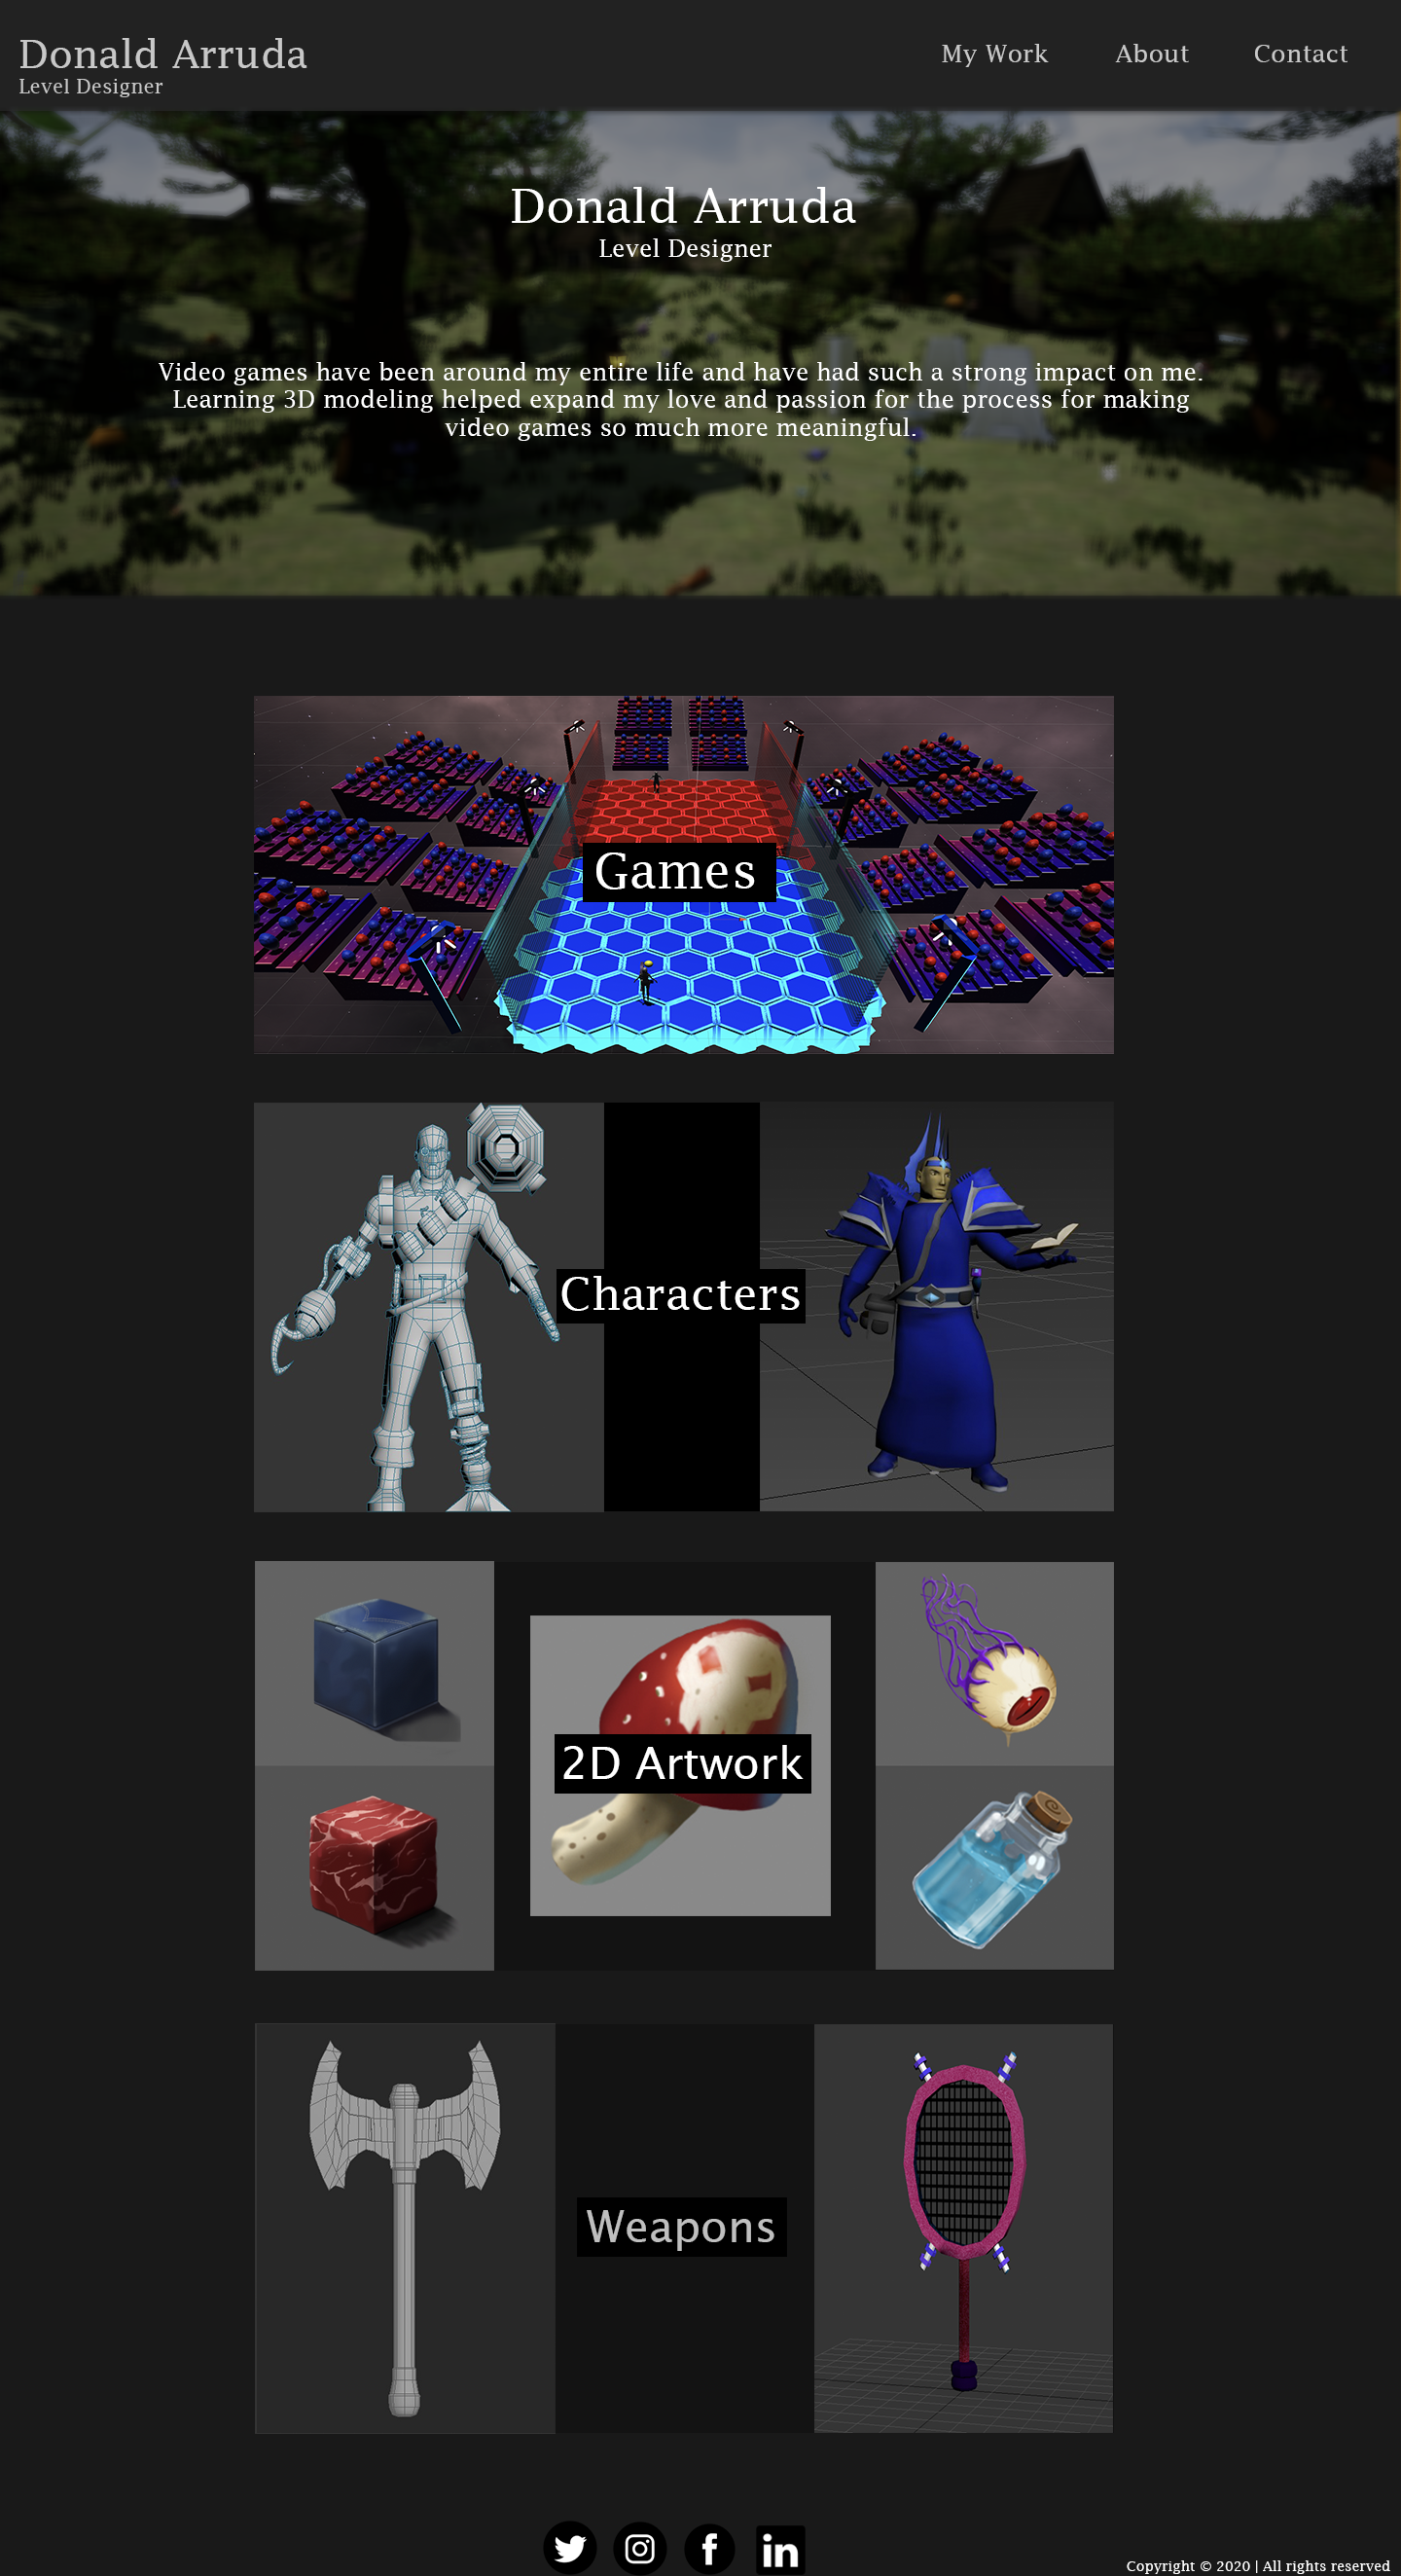 Donald Arruda
Level Designer
My Work
About
Contact
Donald Arruda
Level Designer
Video games have been around my entire life and have had such a strong impact on me.
Learning 3D modeling helped expand my love and passion for the process for making
video games so much more meaningful.
Games
Characters
2D Artwork
Weapons
Copyright © 2020 | All rights reserved